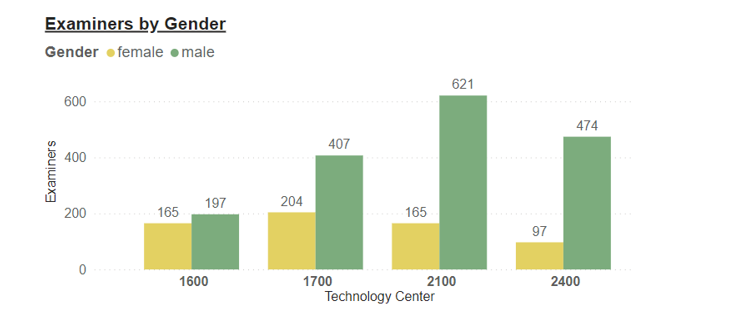 Examiners by Gender
Gender female male
621
600
474
407
400
Examiners
204
197
200
165
165
97
0
1600 1700 2100 2400
Technology Center